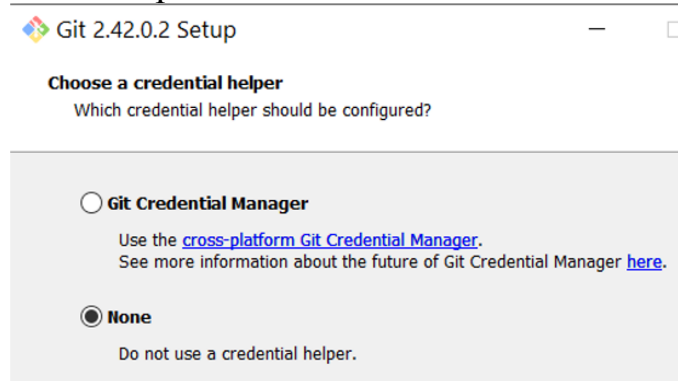 Git 2.42.0.2 Setup
Choose a credential helper
Which credential helper should be configured?
Git Credential Manager
Use the cross-platform Git Credential Manager.
See more information about the future of Git Credential Manager here.
None
Do not use a credential helper.